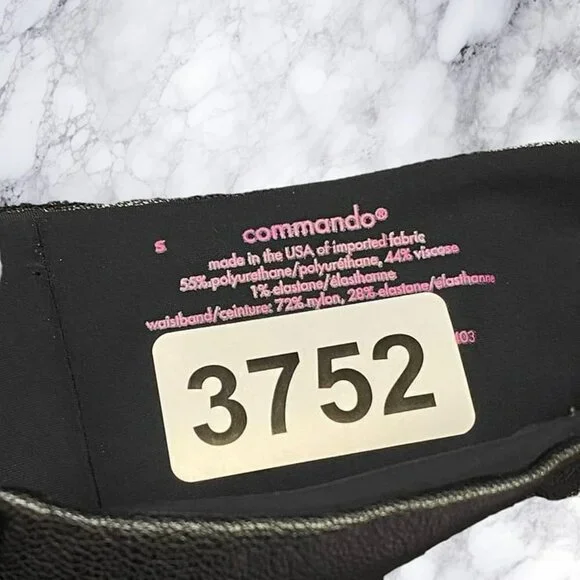 s
commando®
made in the USA of imported fabric
55% polyurethane/polyuréthane, 44% viscose
1% elastane/élasthanne
waistband/ceinture: 72% nylon, 28% elastane/élasthanne
103
3752